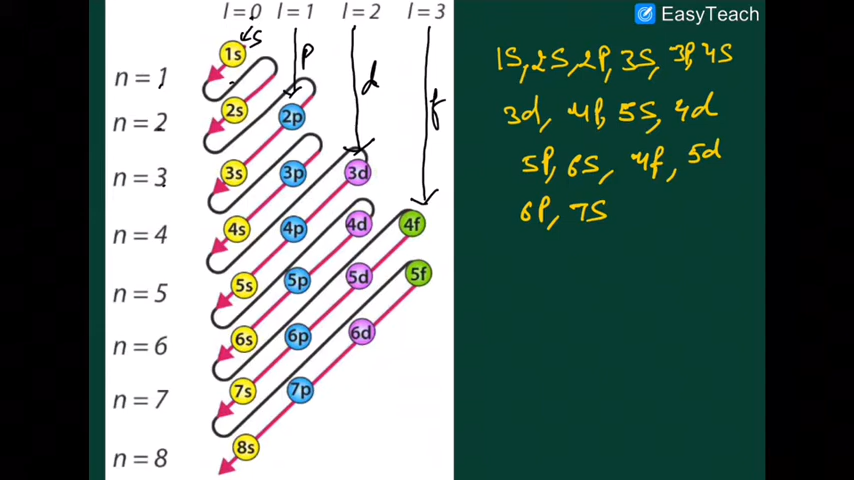 l = 0 l = 1 l = 2 l = 3
EasyTeach
s p d f
1s
n = 1
2s 2p
n = 2
3s 3p 3d
n = 3
4s 4p 4d 4f
n = 4
5s 5p 5d 5f
n = 5
6s 6p 6d
n = 6
7s 7p
n = 7
8s
n = 8
1S, 2S, 2P, 3S, 3P, 4S
3d, 4P, 5S, 4d
5P, 6S, 4f, 5d
6P, 7S